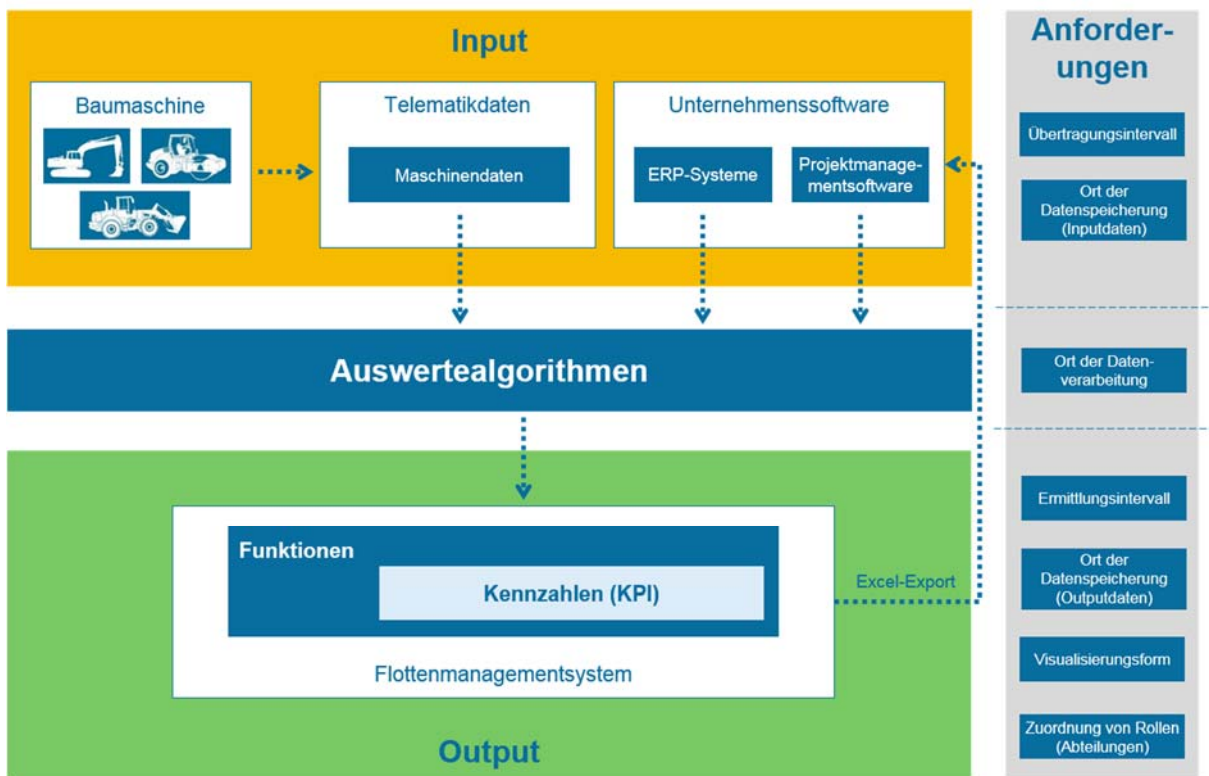 Input
Baumaschine
Telematikdaten
Maschinendaten
Unternehmenssoftware
ERP-Systeme
Projektmanage-
mentsoftware
Auswertealgorithmen
Funktionen
Kennzahlen (KPI)
Flottenmanagementsystem
Excel-Export
Output
Anforder-
ungen
Übertragungsintervall
Ort der
Datenspeicherung
(Inputdaten)
Ort der Daten-
verarbeitung
Ermittlungsintervall
Ort der
Datenspeicherung
(Outputdaten)
Visualisierungsform
Zuordnung von Rollen
(Abteilungen)